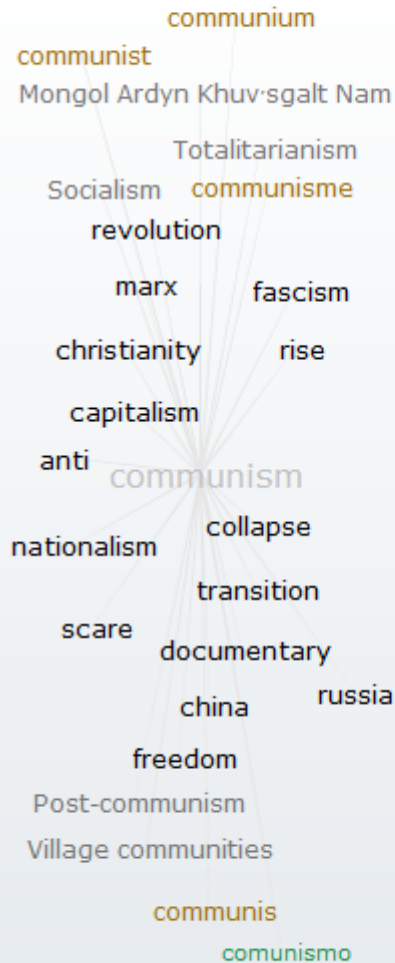 communium
communist
Mongol Ardyn Khuv·sgalt Nam
Totalitarianism
Socialism communisme
revolution
marx
fascism
christianity
rise
capitalism
anti
communism
collapse
nationalism
transition
scare
documentary
russia
china
freedom
Post-communism
Village communities
communis
comunismo